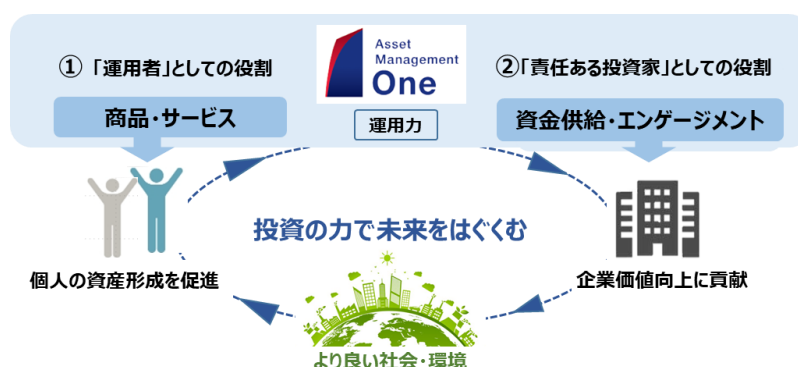 ① 「運用者」としての役割
商品・サービス
Asset
Management
One
運用力
②「責任ある投資家」としての役割
資金供給・エンゲージメント
投資の力で未来をはぐくむ
個人の資産形成を促進
企業価値向上に貢献
より良い社会・環境